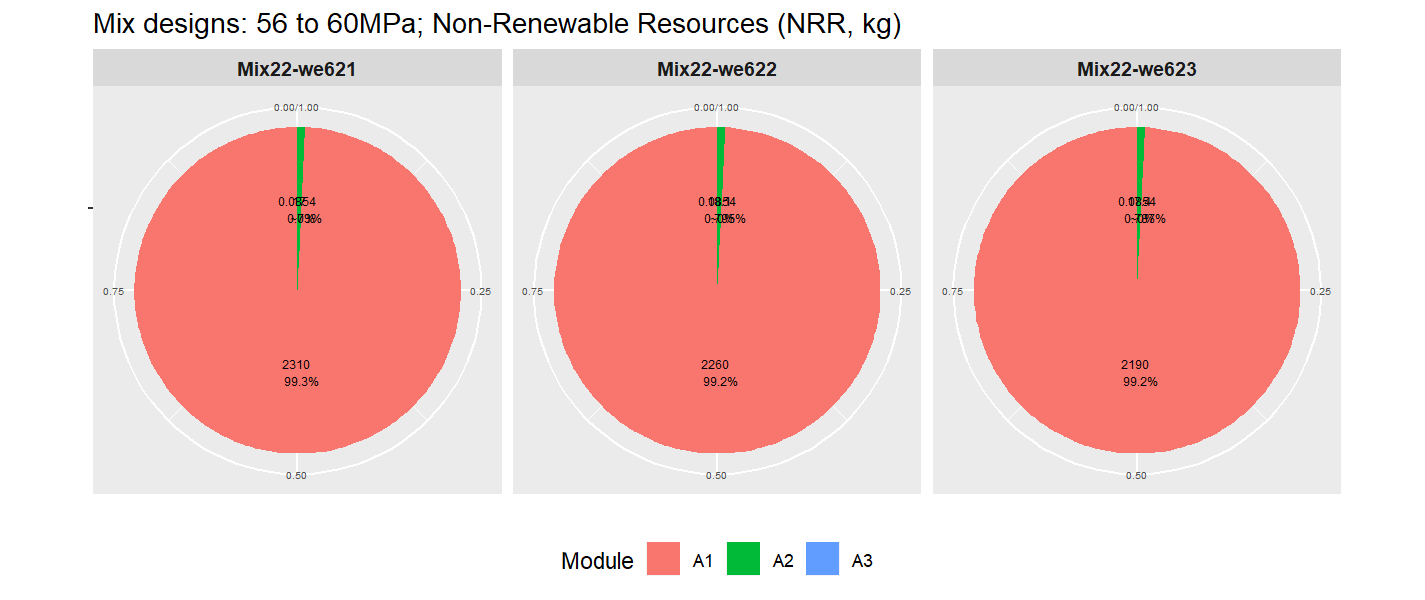 Mix designs: 56 to 60MPa; Non-Renewable Resources (NRR, kg)
Mix22-we621 Mix22-we622 Mix22-we623
0.00/1.00 0.00/1.00 0.00/1.00
0.75 0.25 0.75 0.25 0.75 0.25
2310 2260 2190
99.3% 99.2% 99.2%
0.50 0.50 0.50
Module A1 A2 A3